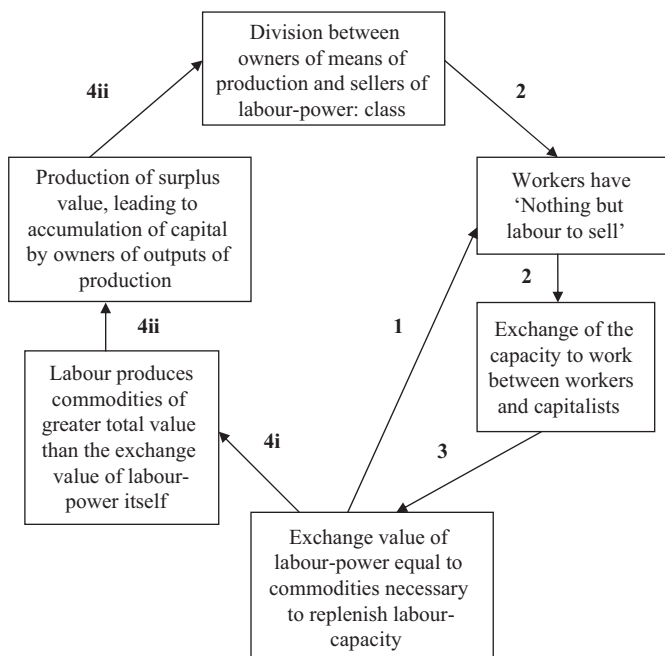 Division between
owners of means of
production and sellers of
labour-power: class
4ii
2
Production of surplus
value, leading to
accumulation of capital
by owners of outputs of
production
Workers have
‘Nothing but
labour to sell’
2
4ii
1
Exchange of the
capacity to work
between workers
and capitalists
Labour produces
commodities of
greater total value
than the exchange
value of labour-
power itself
4i
3
Exchange value of
labour-power equal to
commodities necessary
to replenish labour-
capacity